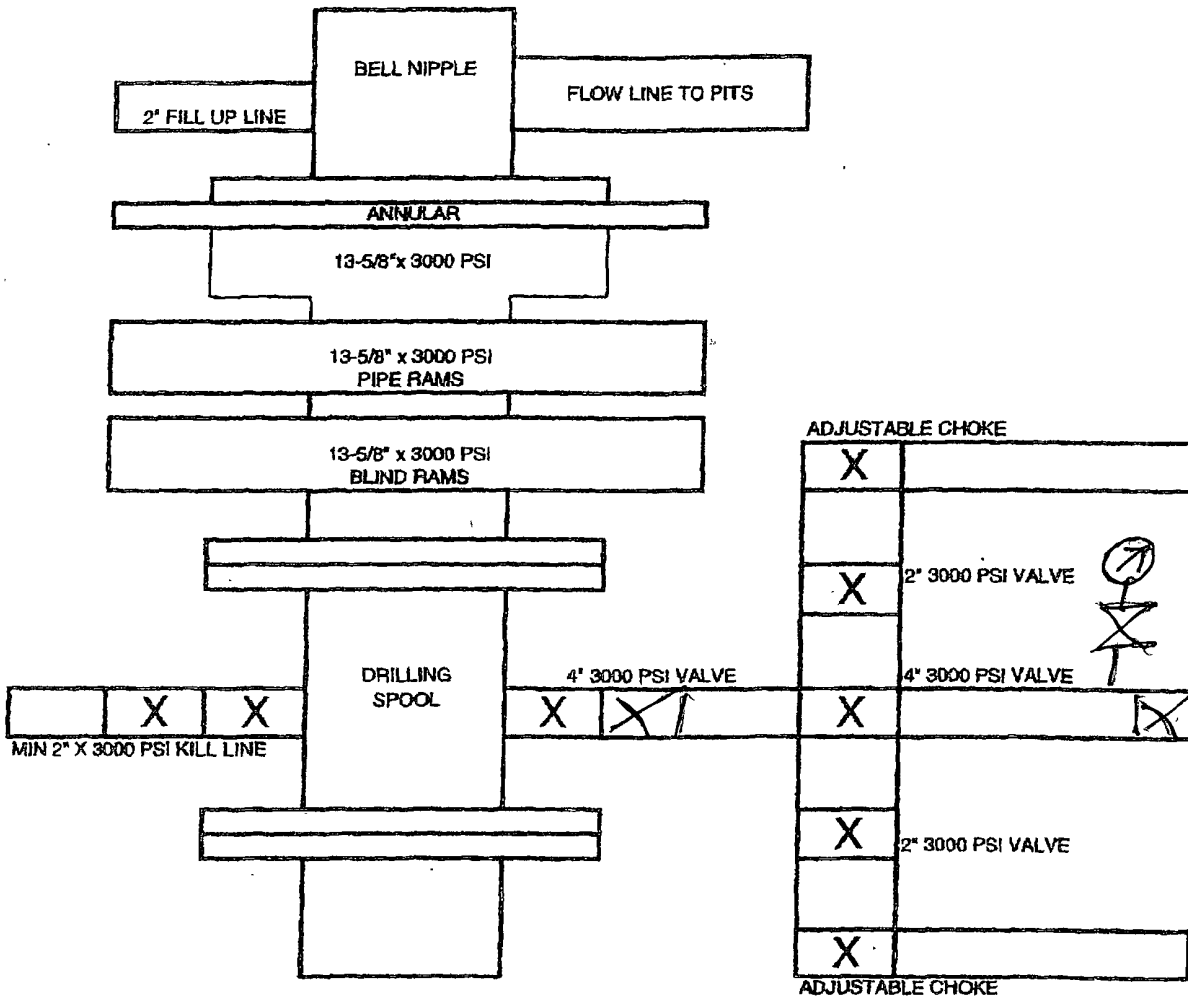 BELL NIPPLE
FLOW LINE TO PITS
2" FILL UP LINE
ANNULAR
13-5/8" x 3000 PSI
13-5/8" x 3000 PSI
PIPE RAMS
13-5/8" x 3000 PSI
BLIND RAMS
ADJUSTABLE CHOKE
X
X
2" 3000 PSI VALVE
DRILLING
SPOOL
4" 3000 PSI VALVE
4" 3000 PSI VALVE
X
X
X
X
MIN 2" X 3000 PSI KILL LINE
X
2" 3000 PSI VALVE
X
ADJUSTABLE CHOKE